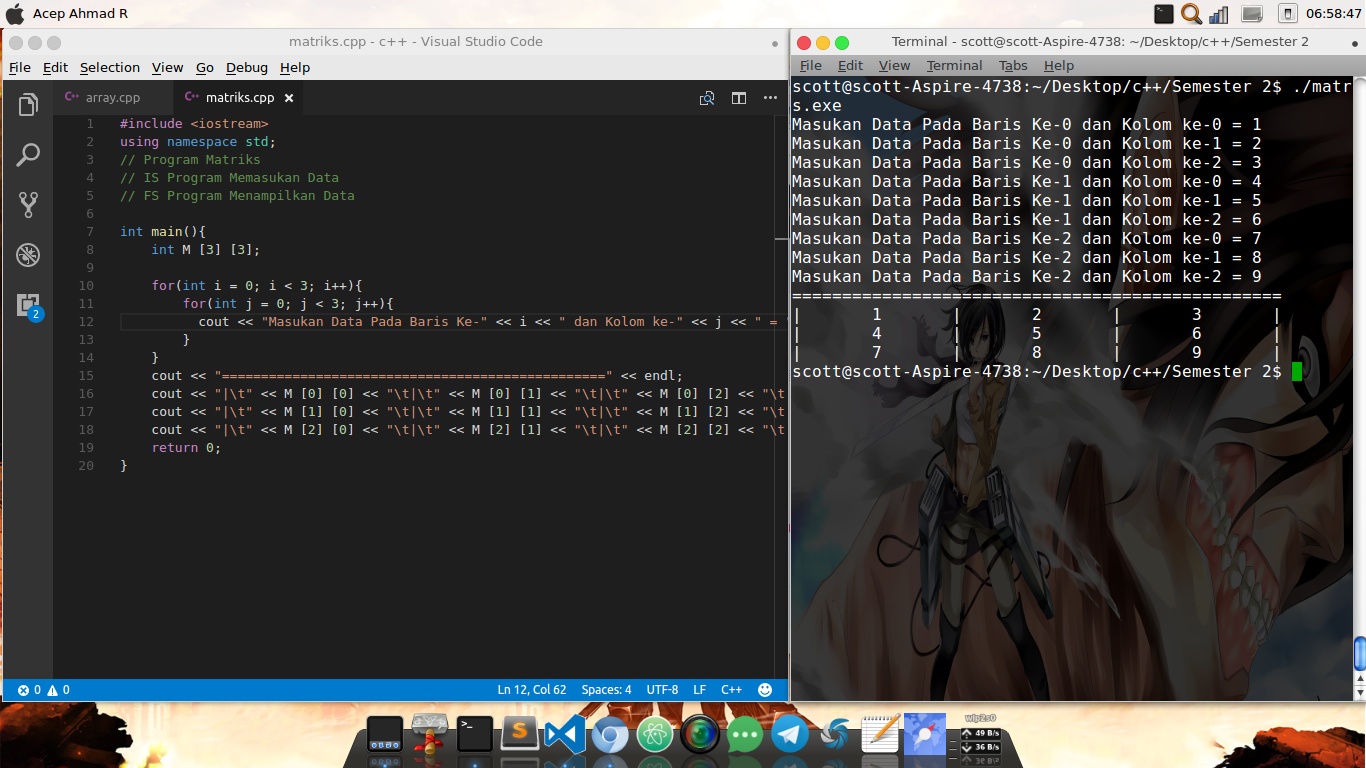 Acep Ahmad R
06:58:47
matriks.cpp - c++ - Visual Studio Code
File Edit Selection View Go Debug Help
array.cpp
matriks.cpp
1 #include <iostream>
2 using namespace std;
3 // Program Matriks
4 // IS Program Memasukan Data
5 // FS Program Menampilkan Data
6
7 int main(){
8 int M [3] [3];
9
10 for(int i = 0; i < 3; i++){
11 for(int j = 0; j < 3; j++){
12 cout << "Masukan Data Pada Baris Ke-" << i << " dan Kolom ke-" << j << " = "
13 }
14 }
15 cout << "=================================================" << endl;
16 cout << "|\t" << M [0] [0] << "\t|\t" << M [0] [1] << "\t|\t" << M [0] [2] << "\t
17 cout << "|\t" << M [1] [0] << "\t|\t" << M [1] [1] << "\t|\t" << M [1] [2] << "\t
18 cout << "|\t" << M [2] [0] << "\t|\t" << M [2] [1] << "\t|\t" << M [2] [2] << "\t
19 return 0;
20 }
2
0 0
Ln 12, Col 62 Spaces: 4 UTF-8 LF C++
Terminal - scott@scott-Aspire-4738: ~/Desktop/c++/Semester 2
File Edit View Terminal Tabs Help
scott@scott-Aspire-4738:~/Desktop/c++/Semester 2$ ./matr
s.exe
Masukan Data Pada Baris Ke-0 dan Kolom ke-0 = 1
Masukan Data Pada Baris Ke-0 dan Kolom ke-1 = 2
Masukan Data Pada Baris Ke-0 dan Kolom ke-2 = 3
Masukan Data Pada Baris Ke-1 dan Kolom ke-0 = 4
Masukan Data Pada Baris Ke-1 dan Kolom ke-1 = 5
Masukan Data Pada Baris Ke-1 dan Kolom ke-2 = 6
Masukan Data Pada Baris Ke-2 dan Kolom ke-0 = 7
Masukan Data Pada Baris Ke-2 dan Kolom ke-1 = 8
Masukan Data Pada Baris Ke-2 dan Kolom ke-2 = 9
=================================================
| 1 | 2 | 3 |
| 4 | 5 | 6 |
| 7 | 8 | 9 |
scott@scott-Aspire-4738:~/Desktop/c++/Semester 2$
wlp2s0
49 B/s
36 B/s